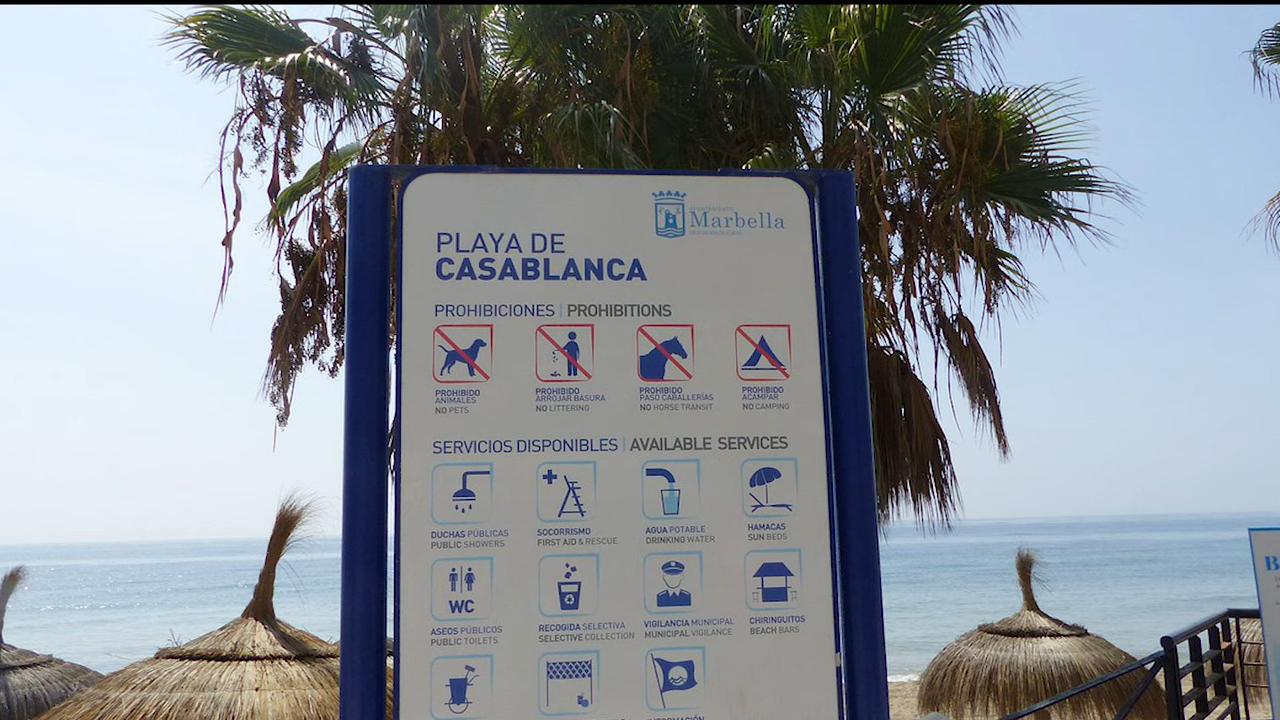 AYUNTAMIENTO
Marbella
PLAYA DE
CASABLANCA
PROHIBICIONES | PROHIBITIONS
PROHIBIDO
ANIMALES
NO PETS
PROHIBIDO
ARROJAR BASURA
NO LITTERING
PROHIBIDO
PASO CABALLERÍAS
NO HORSE TRANSIT
PROHIBIDO
ACAMPAR
NO CAMPING
SERVICIOS DISPONIBLES | AVAILABLE SERVICES
DUCHAS PÚBLICAS
PUBLIC SHOWERS
SOCORRISMO
FIRST AID & RESCUE
AGUA POTABLE
DRINKING WATER
HAMACAS
SUN BEDS
WC
ASEOS PÚBLICOS
PUBLIC TOILETS
RECOGIDA SELECTIVA
SELECTIVE COLLECTION
VIGILANCIA MUNICIPAL
MUNICIPAL VIGILANCE
CHIRINGUITOS
BEACH BARS
INFORMACIÓN
B